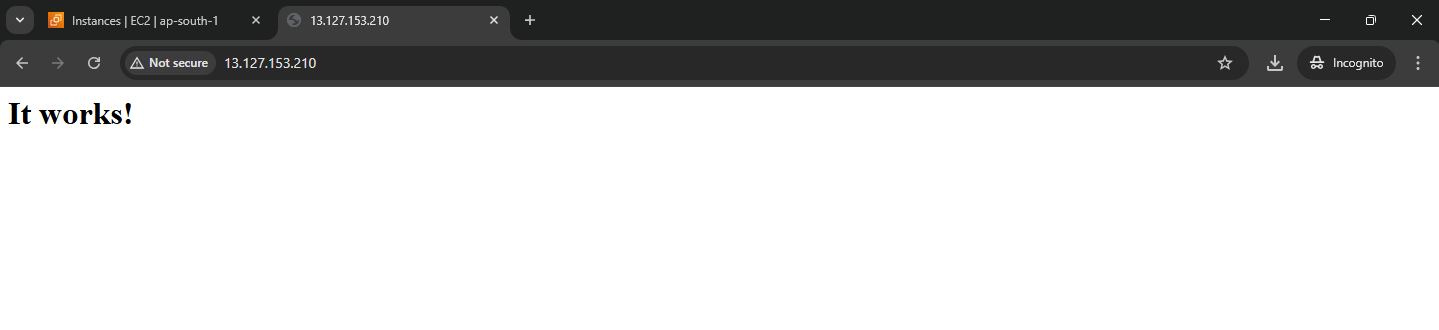 Instances | EC2 | ap-south-1
13.127.153.210
Not secure
13.127.153.210
Incognito
It works!